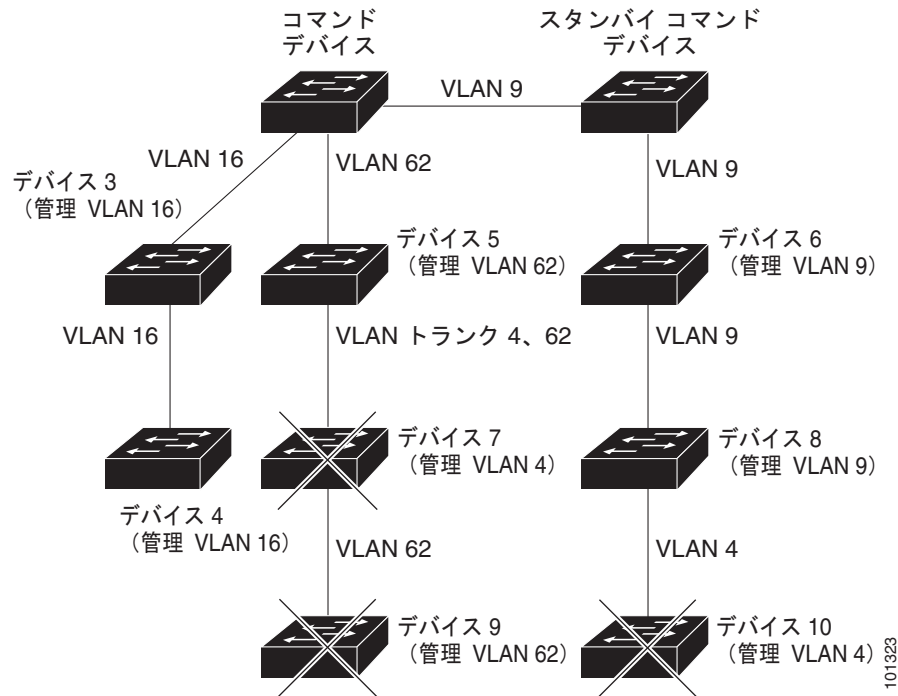 コマンド
デバイス
スタンバイ コマンド
デバイス
VLAN 9
VLAN 16
VLAN 62
VLAN 9
デバイス 3
（管理 VLAN 16）
デバイス 5
（管理 VLAN 62）
デバイス 6
（管理 VLAN 9）
VLAN 16
VLAN トランク 4、62
VLAN 9
デバイス 7
（管理 VLAN 4）
デバイス 8
（管理 VLAN 9）
デバイス 4
（管理 VLAN 16）
VLAN 62
VLAN 4
デバイス 9
（管理 VLAN 62）
デバイス 10
（管理 VLAN 4）
101323